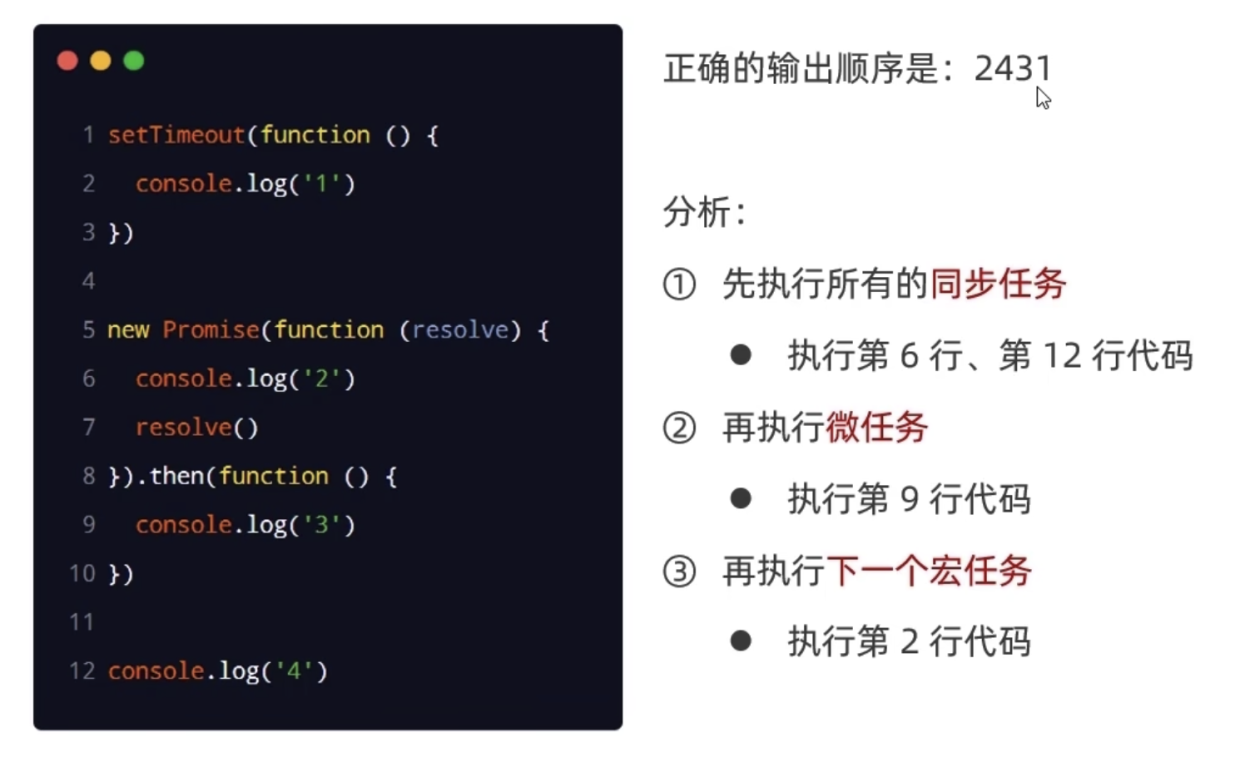 1 setTimeout(function () {
2   console.log('1')
3 })
4
5 new Promise(function (resolve) {
6   console.log('2')
7   resolve()
8 }).then(function () {
9   console.log('3')
10 })
11
12 console.log('4')
正确的输出顺序是：2431
分析：
① 先执行所有的同步任务
● 执行第 6 行、第 12 行代码
② 再执行微任务
● 执行第 9 行代码
③ 再执行下一个宏任务
● 执行第 2 行代码